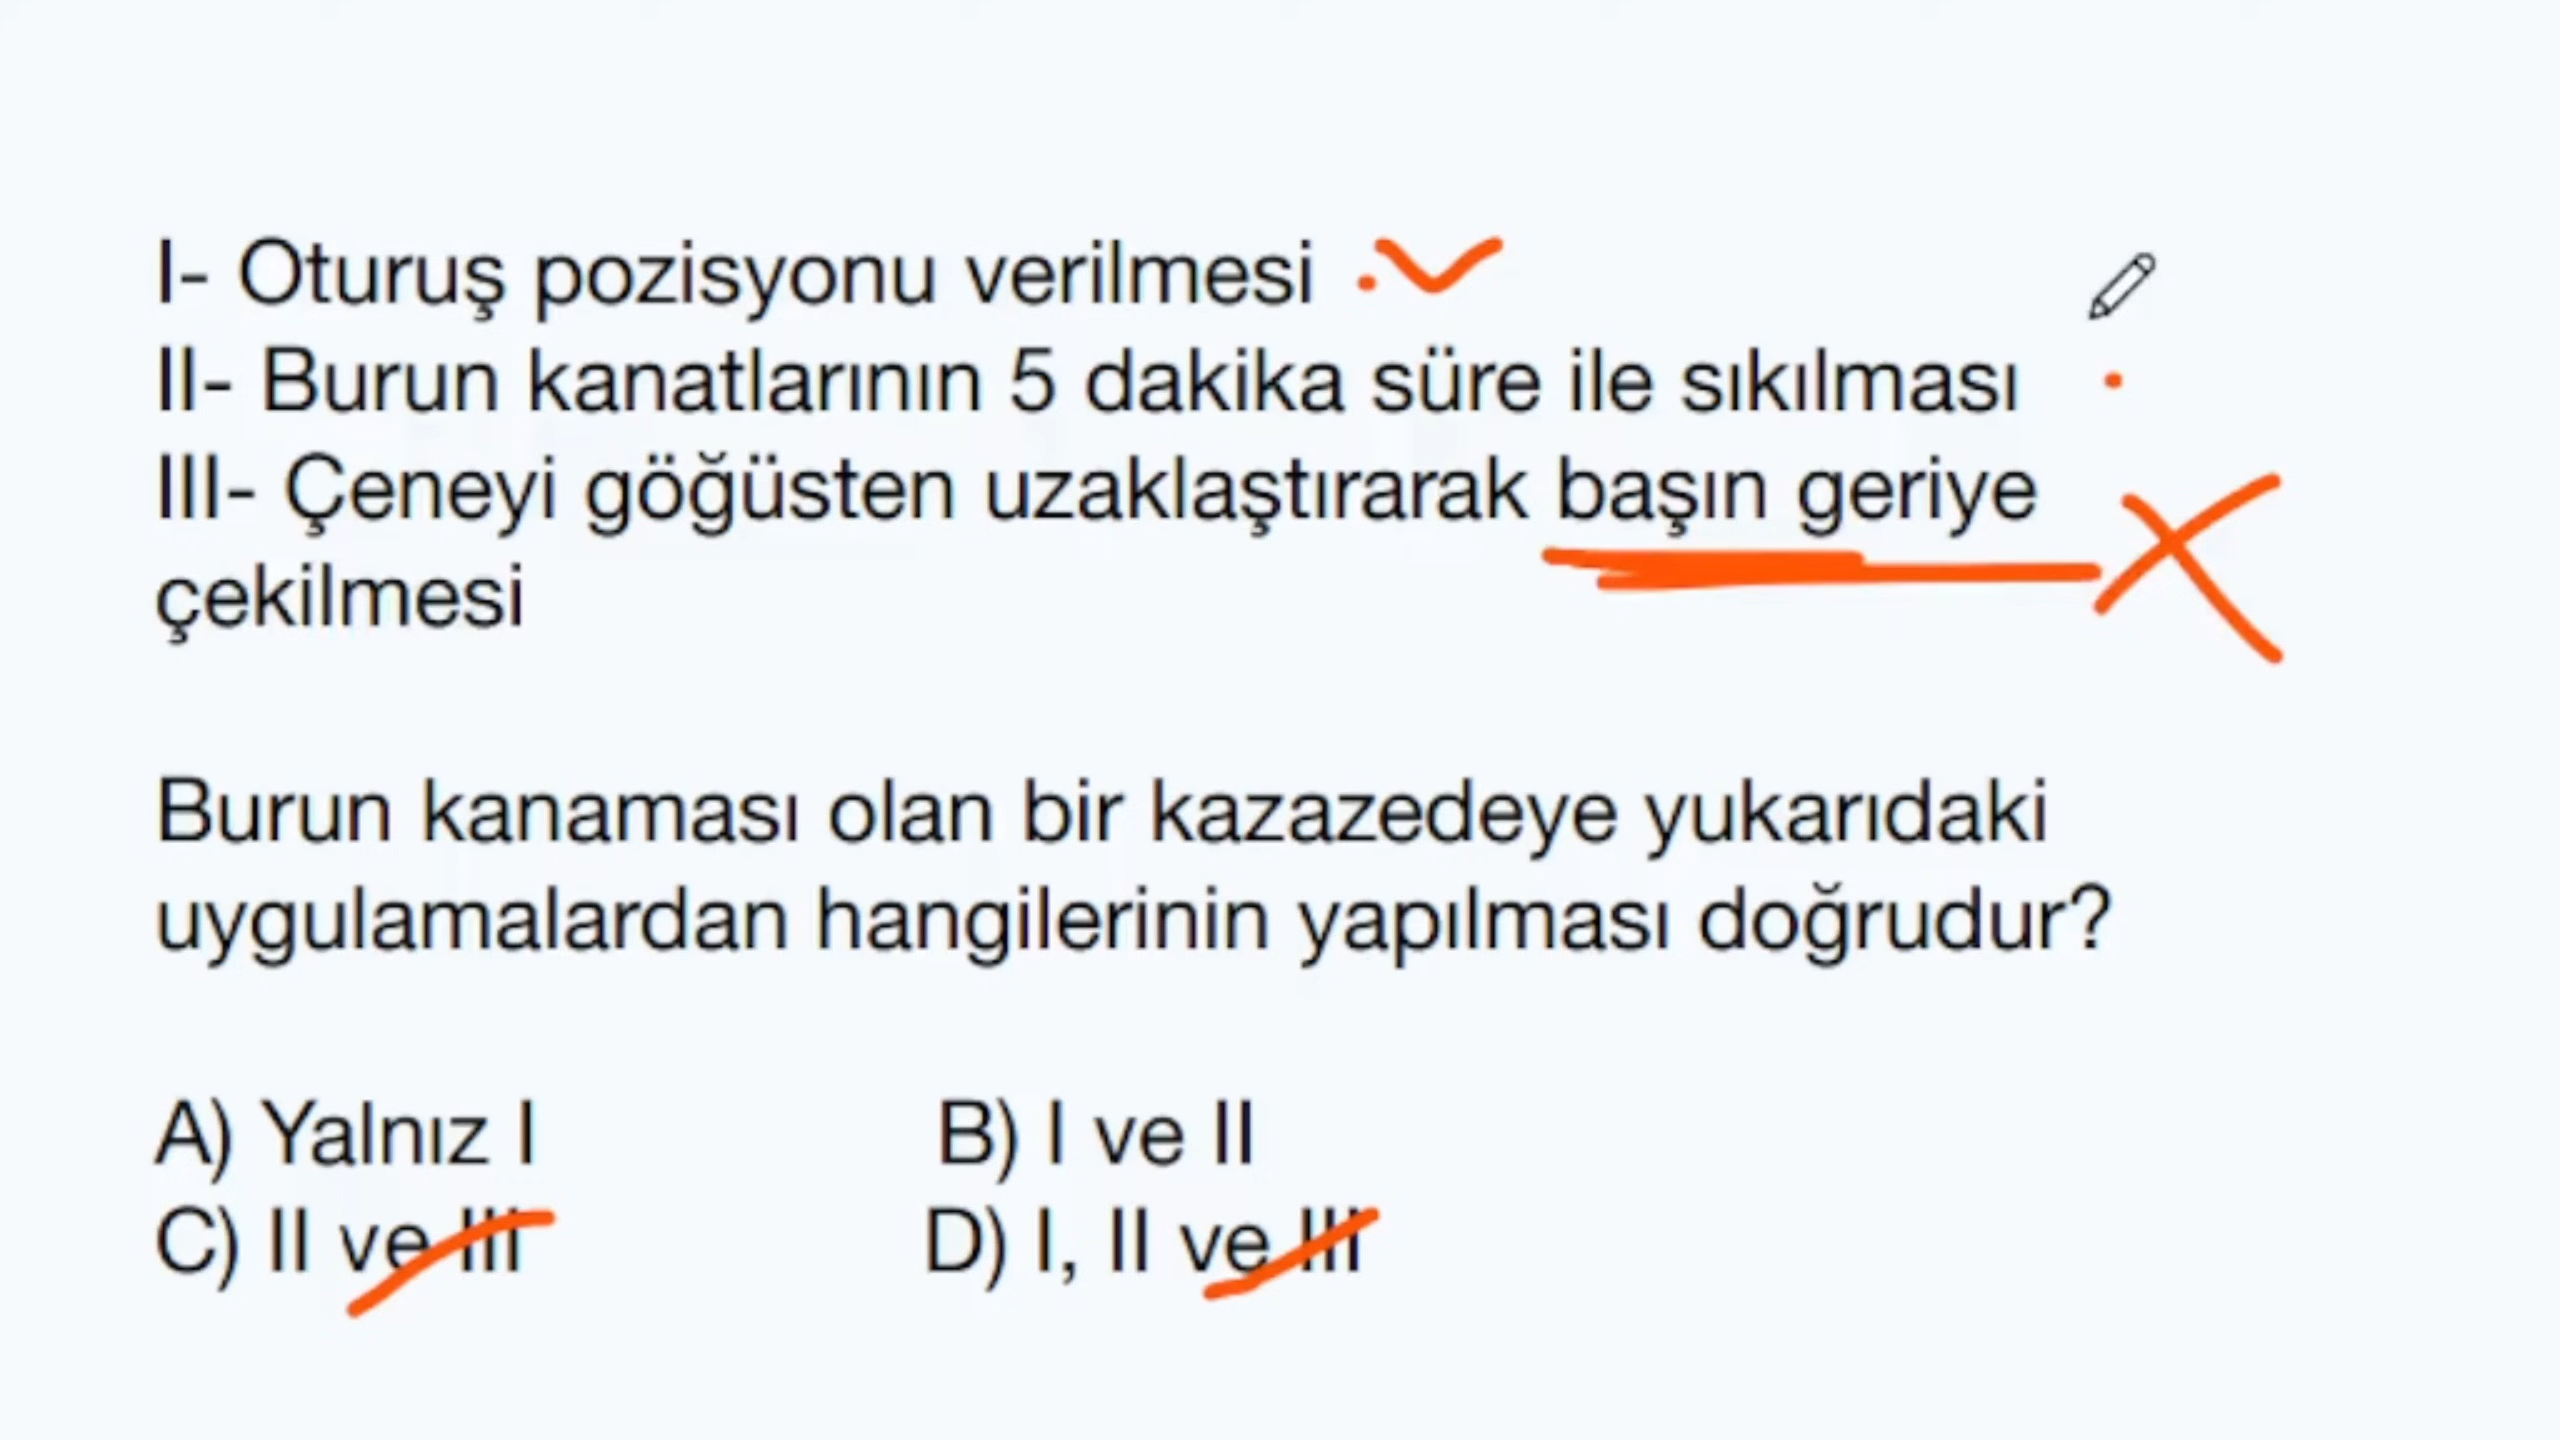 I- Oturuş pozisyonu verilmesi
II- Burun kanatlarının 5 dakika süre ile sıkılması
III- Çeneyi göğüsten uzaklaştırarak başın geriye
çekilmesi
Burun kanaması olan bir kazazedeye yukarıdaki
uygulamalardan hangilerinin yapılması doğrudur?
A) Yalnız I B) I ve II
C) II ve III D) I, II ve III